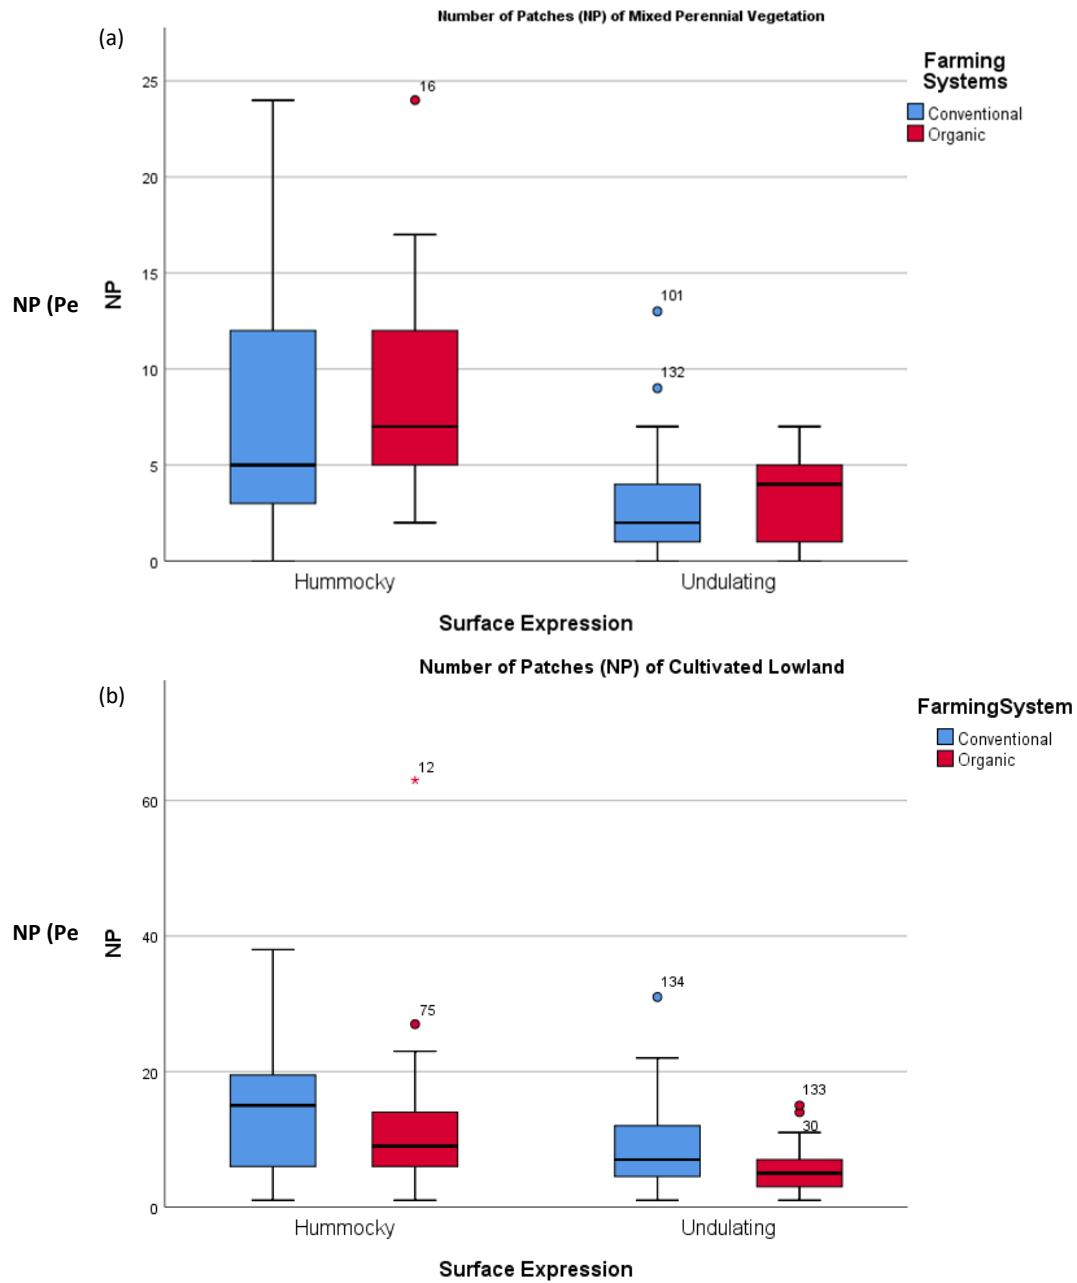 Number of Patches (NP) of Mixed Perennial Vegetation
(a)
Farming
Systems
Conventional
Organic
25
20
15
10
5
0
NP (Pe
NP
16
101
132
Hummocky
Undulating
Surface Expression
Number of Patches (NP) of Cultivated Lowland
(b)
FarmingSystem
Conventional
Organic
60
40
20
0
NP (Pe
NP
12
75
134
133
30
Hummocky
Undulating
Surface Expression